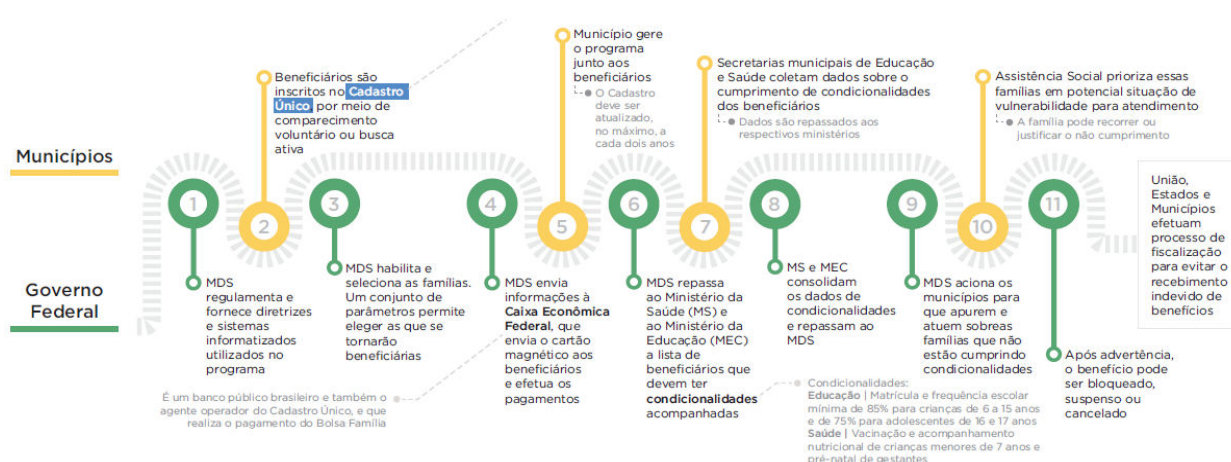 Municípios
Governo
Federal
1
MDS
regulamenta e
fornece diretrizes
e sistemas
informatizados
utilizados no
programa
2
Beneficiários são
inscritos no Cadastro
Único, por meio de
comparecimento
voluntário ou busca
ativa
3
MDS habilita e
seleciona as famílias.
Um conjunto de
parâmetros permite
eleger as que se
tornarão
beneficiárias
4
MDS envia
informações à
Caixa Econômica
Federal, que
envia o cartão
magnético aos
beneficiários
e efetua os
pagamentos
É um banco público brasileiro e também o
agente operador do Cadastro Único, e que
realiza o pagamento do Bolsa Família
5
Município gere
o programa
junto aos
beneficiários
O Cadastro
deve ser
atualizado,
no máximo, a
cada dois anos
6
MDS repassa
ao Ministério da
Saúde (MS) e
ao Ministério da
Educação (MEC)
a lista de
beneficiários que
devem ter
condicionalidades
acompanhadas
Condicionalidades:
Educação | Matrícula e frequência escolar
mínima de 85% para crianças de 6 a 15 anos
e de 75% para adolescentes de 16 e 17 anos
Saúde | Vacinação e acompanhamento
nutricional de crianças menores de 7 anos e
pré-natal de gestantes
7
Secretarias municipais de Educação
e Saúde coletam dados sobre o
cumprimento de condicionalidades
dos beneficiários
Dados são repassados aos
respectivos ministérios
8
MS e MEC
consolidam
os dados de
condicionalidades
e repassam ao
MDS
9
MDS aciona os
municípios para
que apurem e
atuem sobreas
famílias que não
estão cumprindo
condicionalidades
10
Assistência Social prioriza essas
famílias em potencial situação de
vulnerabilidade para atendimento
A família pode recorrer ou
justificar o não cumprimento
11
Após advertência,
o benefício pode
ser bloqueado,
suspenso ou
cancelado
União,
Estados e
Municípios
efetuam
processo de
fiscalização
para evitar o
recebimento
indevido de
benefícios